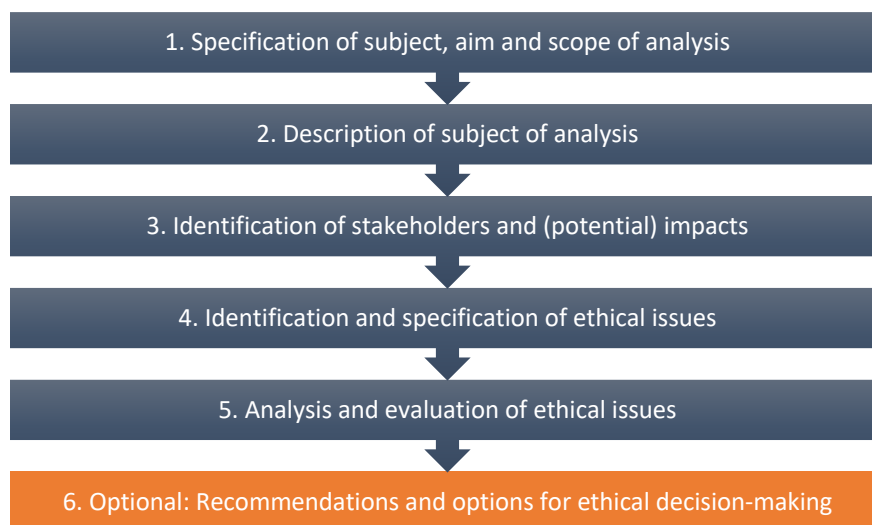 1. Specification of subject, aim and scope of analysis
2. Description of subject of analysis
3. Identification of stakeholders and (potential) impacts
4. Identification and specification of ethical issues
5. Analysis and evaluation of ethical issues
6. Optional: Recommendations and options for ethical decision-making